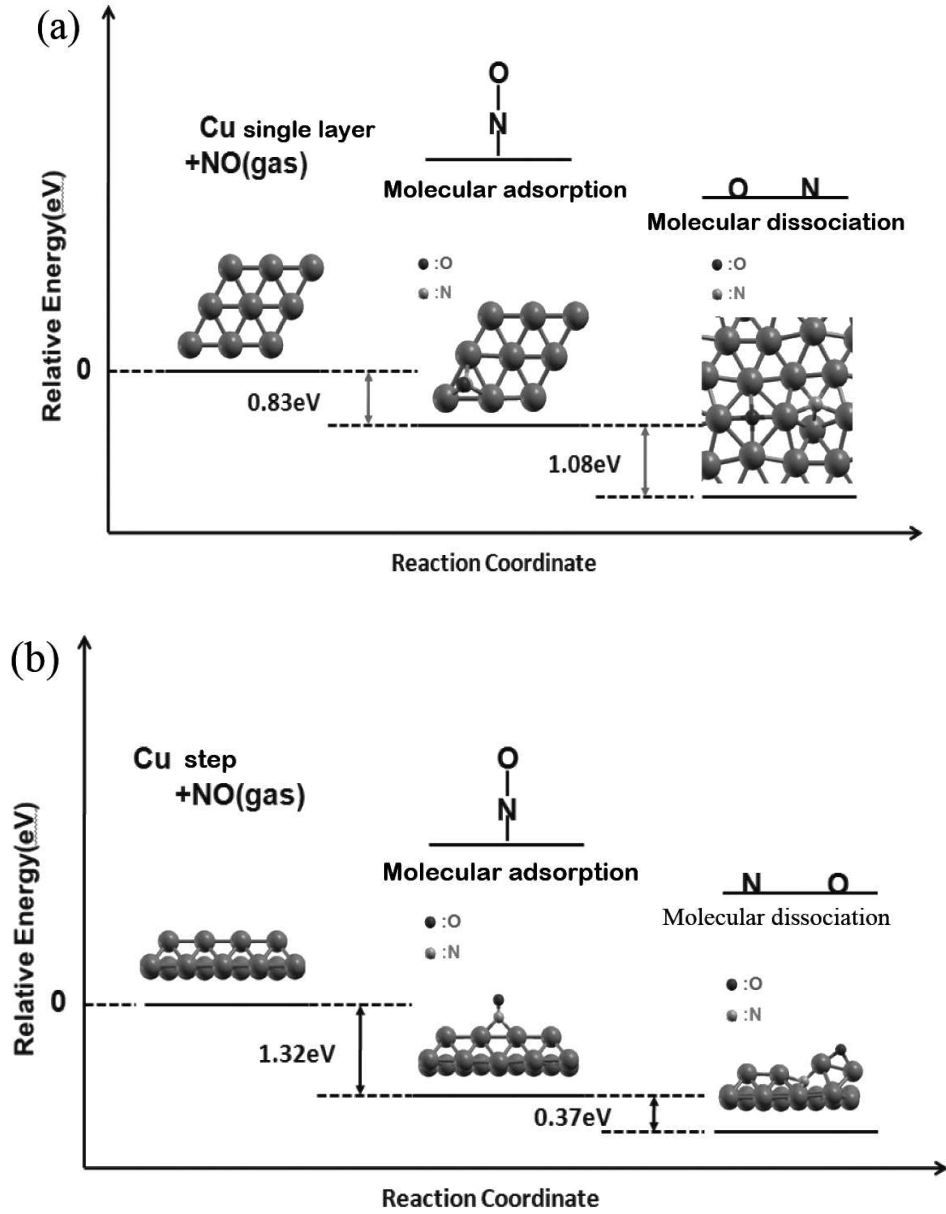 (a)
O
N
Cu single layer
+NO(gas)
Molecular adsorption
O N
Molecular dissociation
:O
:N
:O
:N
Relative Energy(eV)
0
0.83eV
1.08eV
Reaction Coordinate
(b)
Cu step
+NO(gas)
O
N
Molecular adsorption
N O
Molecular dissociation
:O
:N
:O
:N
Relative Energy(eV)
0
1.32eV
0.37eV
Reaction Coordinate